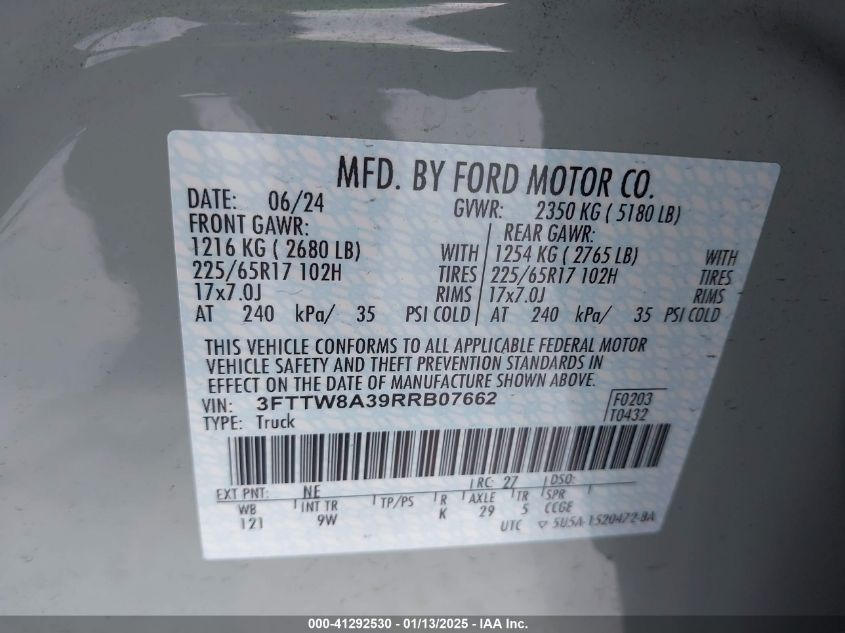 MFD. BY FORD MOTOR CO.
DATE: 06/24 GVWR: 2350 KG ( 5180 LB)
FRONT GAWR: REAR GAWR:
1216 KG ( 2680 LB) WITH 1254 KG ( 2765 LB) WITH
225/65R17 102H TIRES 225/65R17 102H TIRES
17x7.0J RIMS 17x7.0J RIMS
AT 240 kPa/ 35 PSI COLD AT 240 kPa/ 35 PSI COLD
THIS VEHICLE CONFORMS TO ALL APPLICABLE FEDERAL MOTOR
VEHICLE SAFETY AND THEFT PREVENTION STANDARDS IN
EFFECT ON THE DATE OF MANUFACTURE SHOWN ABOVE.
VIN: 3FTTW8A39RRB07662 F0203
TYPE: Truck T0432
EXT PNT: NE RC: 27 DSO:
WB INT TR TP/PS R AXLE TR SPR
121 9W K 29 5 CCGE
UTC ▽ 5U5A-1520472-BA
000-41292530 - 01/13/2025 - IAA Inc.